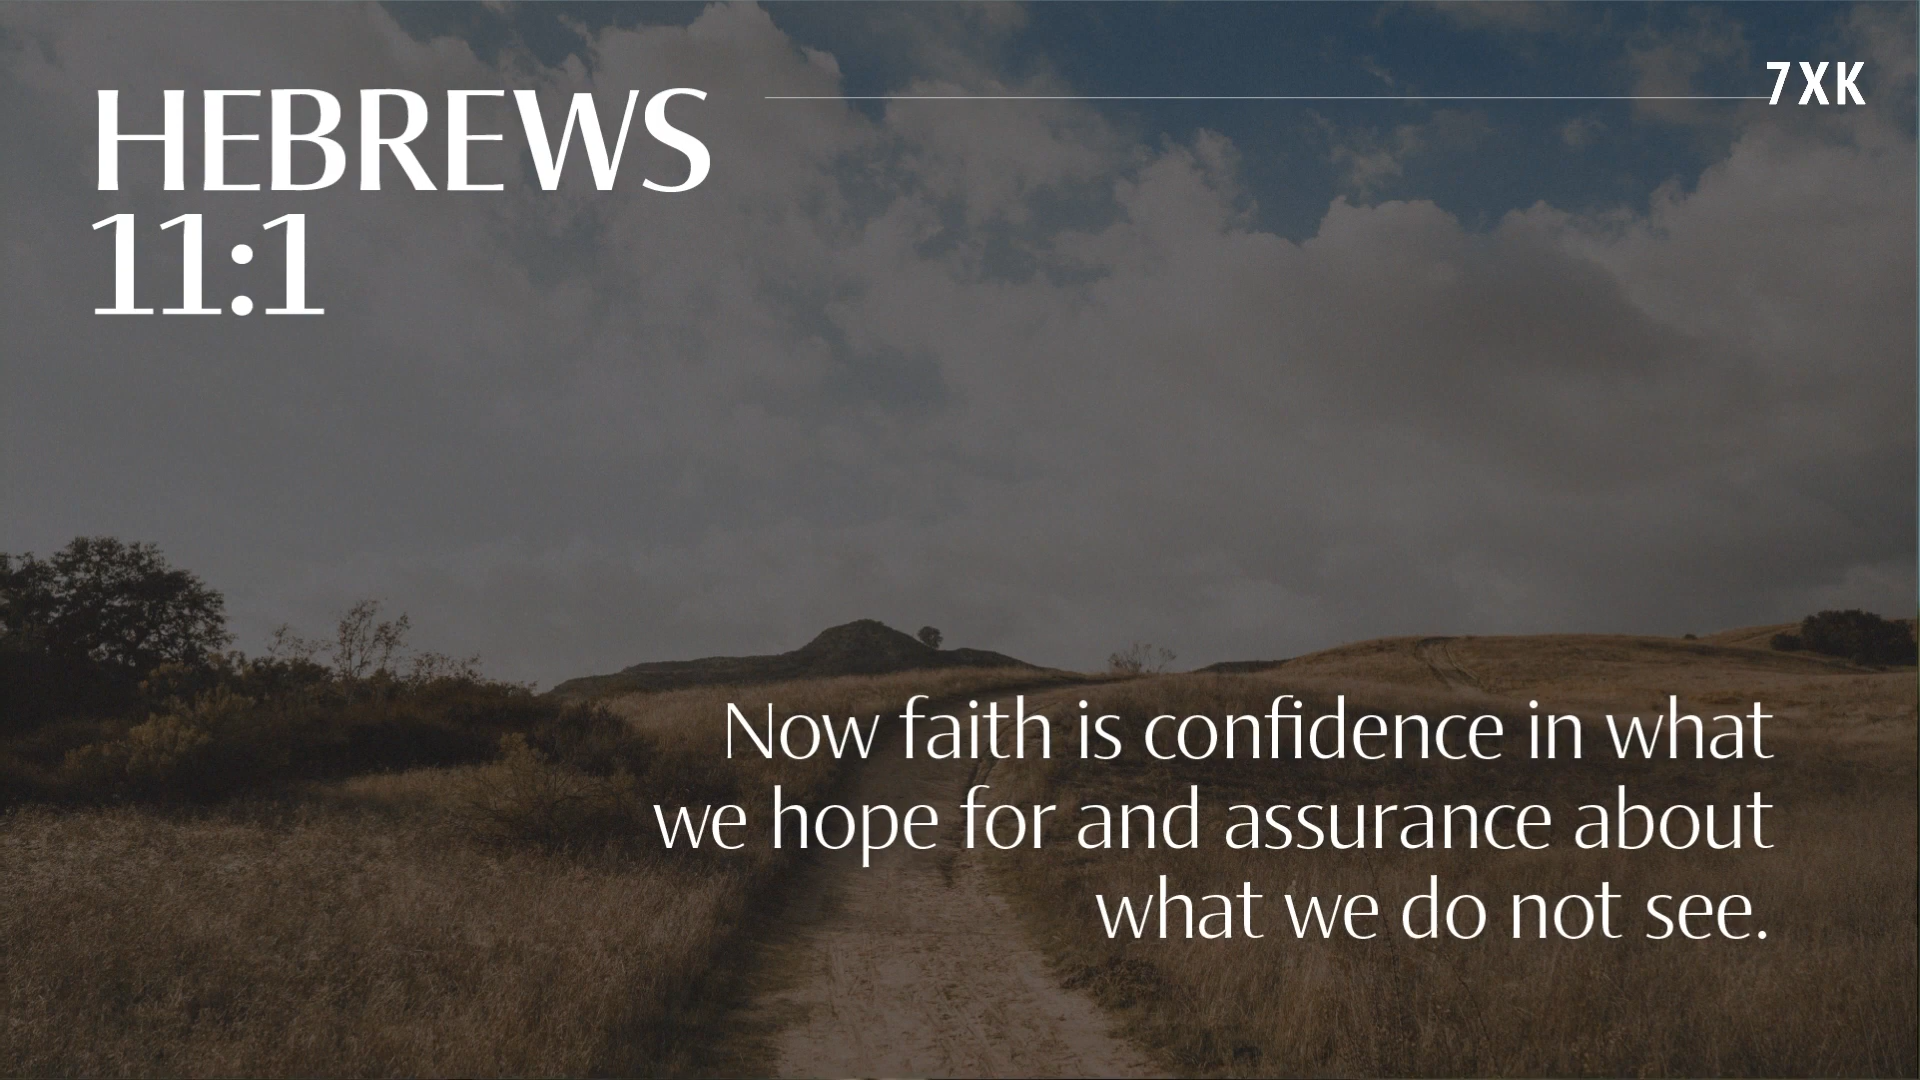 HEBREWS
11:1
7XK
Now faith is confidence in what
we hope for and assurance about
what we do not see.